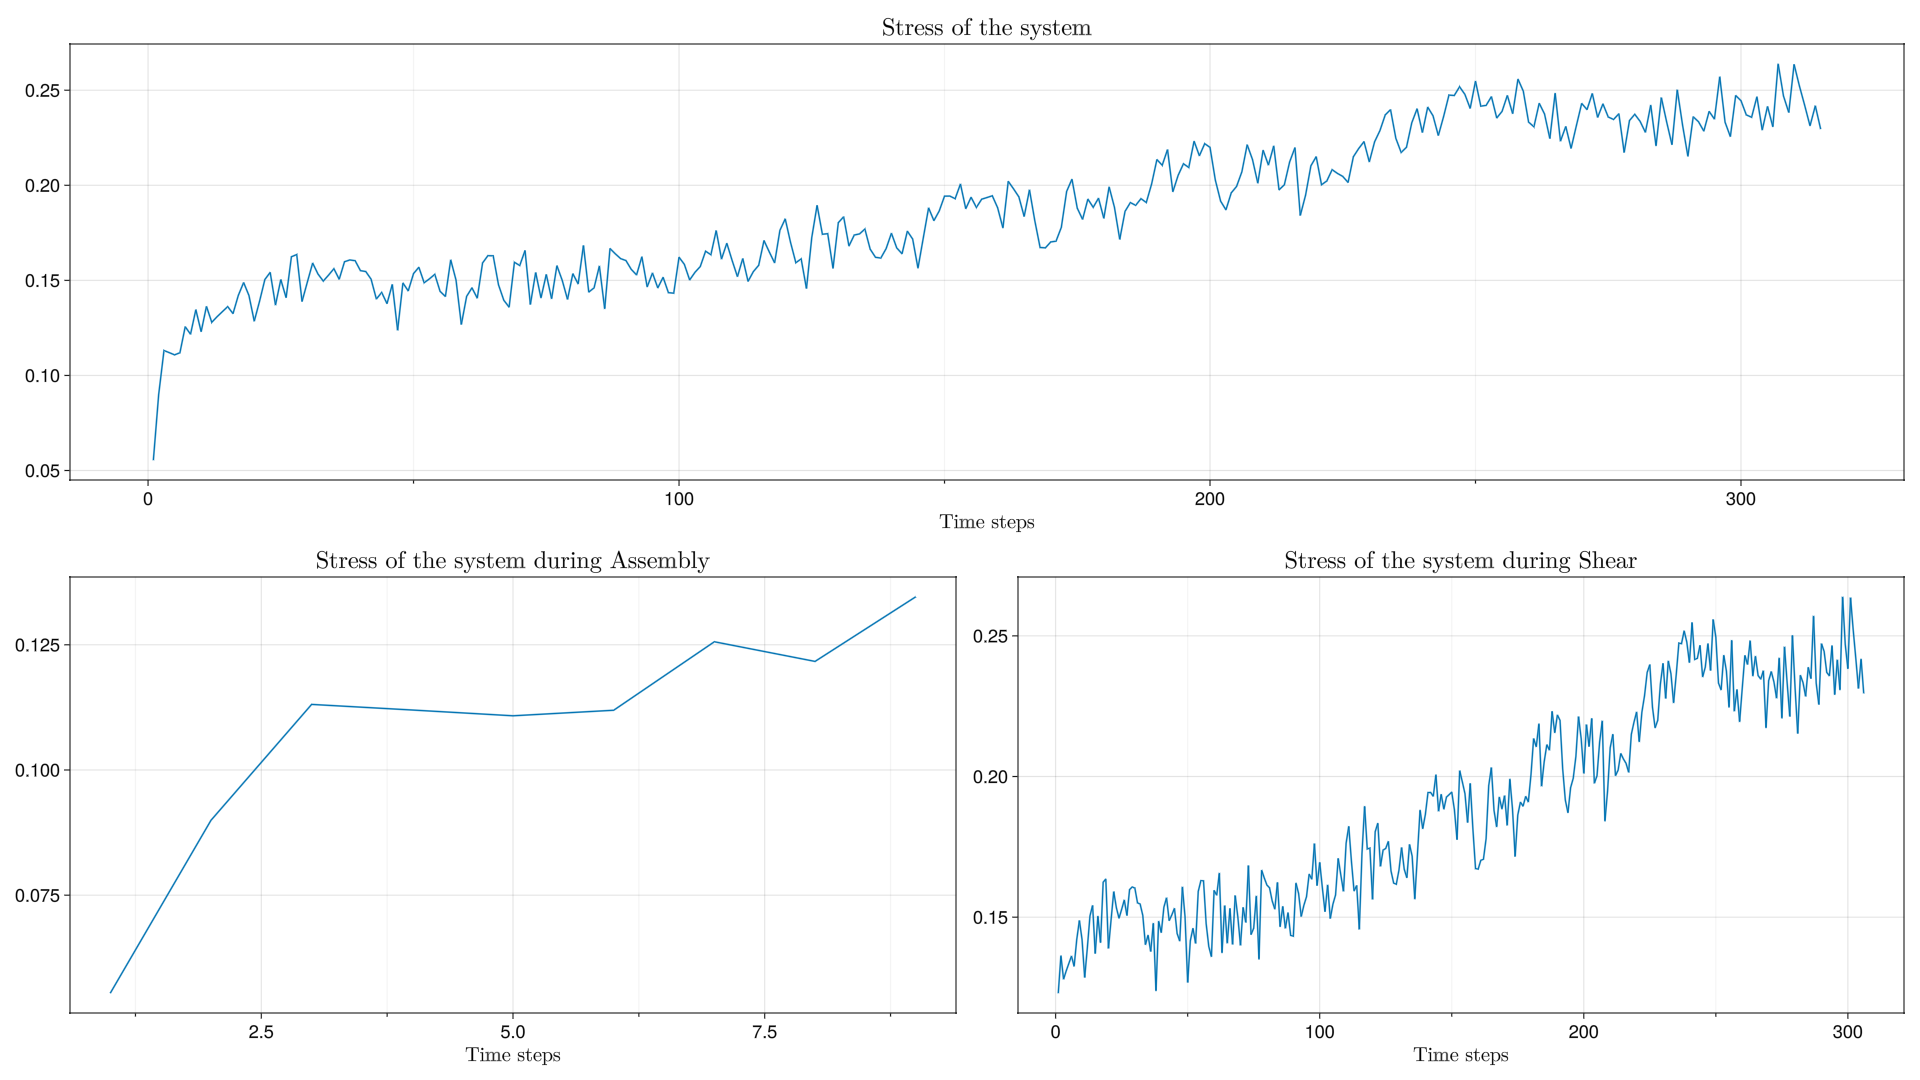 Stress of the system
0.25
0.20
0.15
0.10
0.05
0 100 200 300
Time steps
Stress of the system during Assembly
0.125
0.100
0.075
2.5 5.0 7.5
Time steps
Stress of the system during Shear
0.25
0.20
0.15
0 100 200 300
Time steps